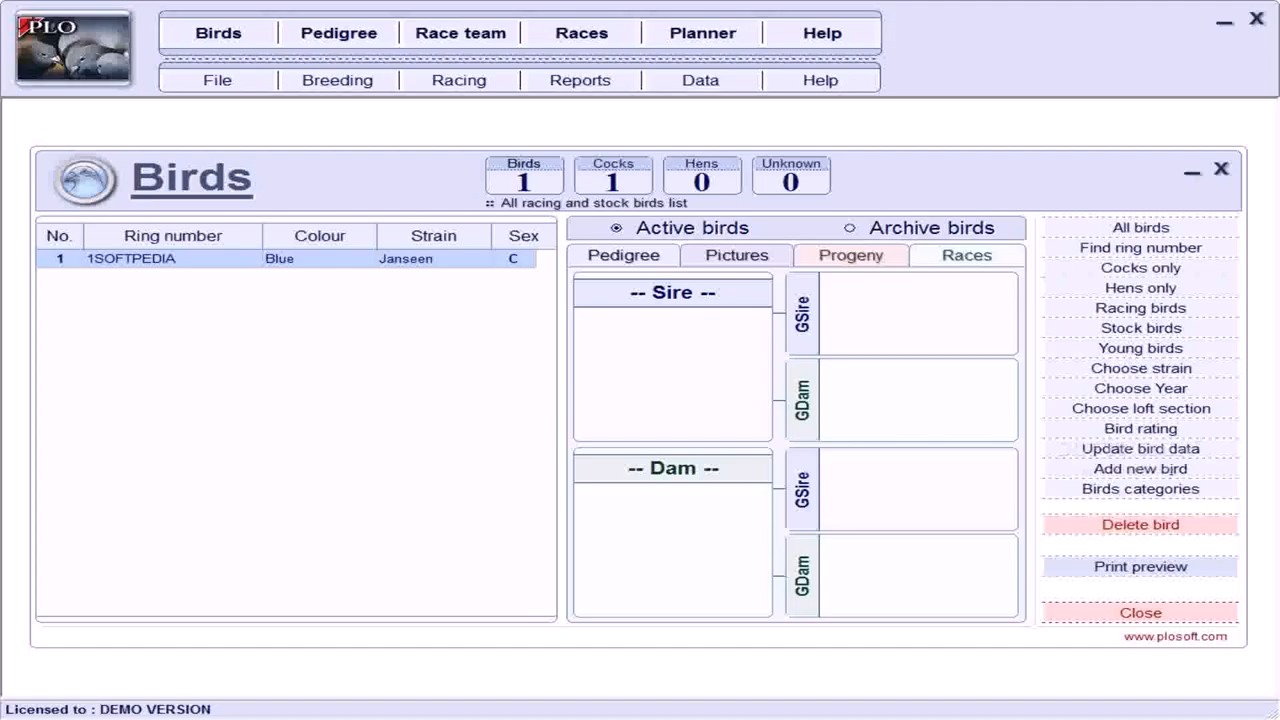 PLO
Birds Pedigree Race team Races Planner Help
File Breeding Racing Reports Data Help
Birds
Birds Cocks Hens Unknown
1 1 0 0
:: All racing and stock birds list
No. Ring number Colour Strain Sex
1 1SOFTPEDIA Blue Janseen C
Active birds Archive birds
Pedigree Pictures Progeny Races
-- Sire --
GSire
GDam
-- Dam --
GSire
GDam
All birds
Find ring number
Cocks only
Hens only
Racing birds
Stock birds
Young birds
Choose strain
Choose Year
Choose loft section
Bird rating
Update bird data
Add new bird
Birds categories
Delete bird
Print preview
Close
www.plosoft.com
Licensed to : DEMO VERSION